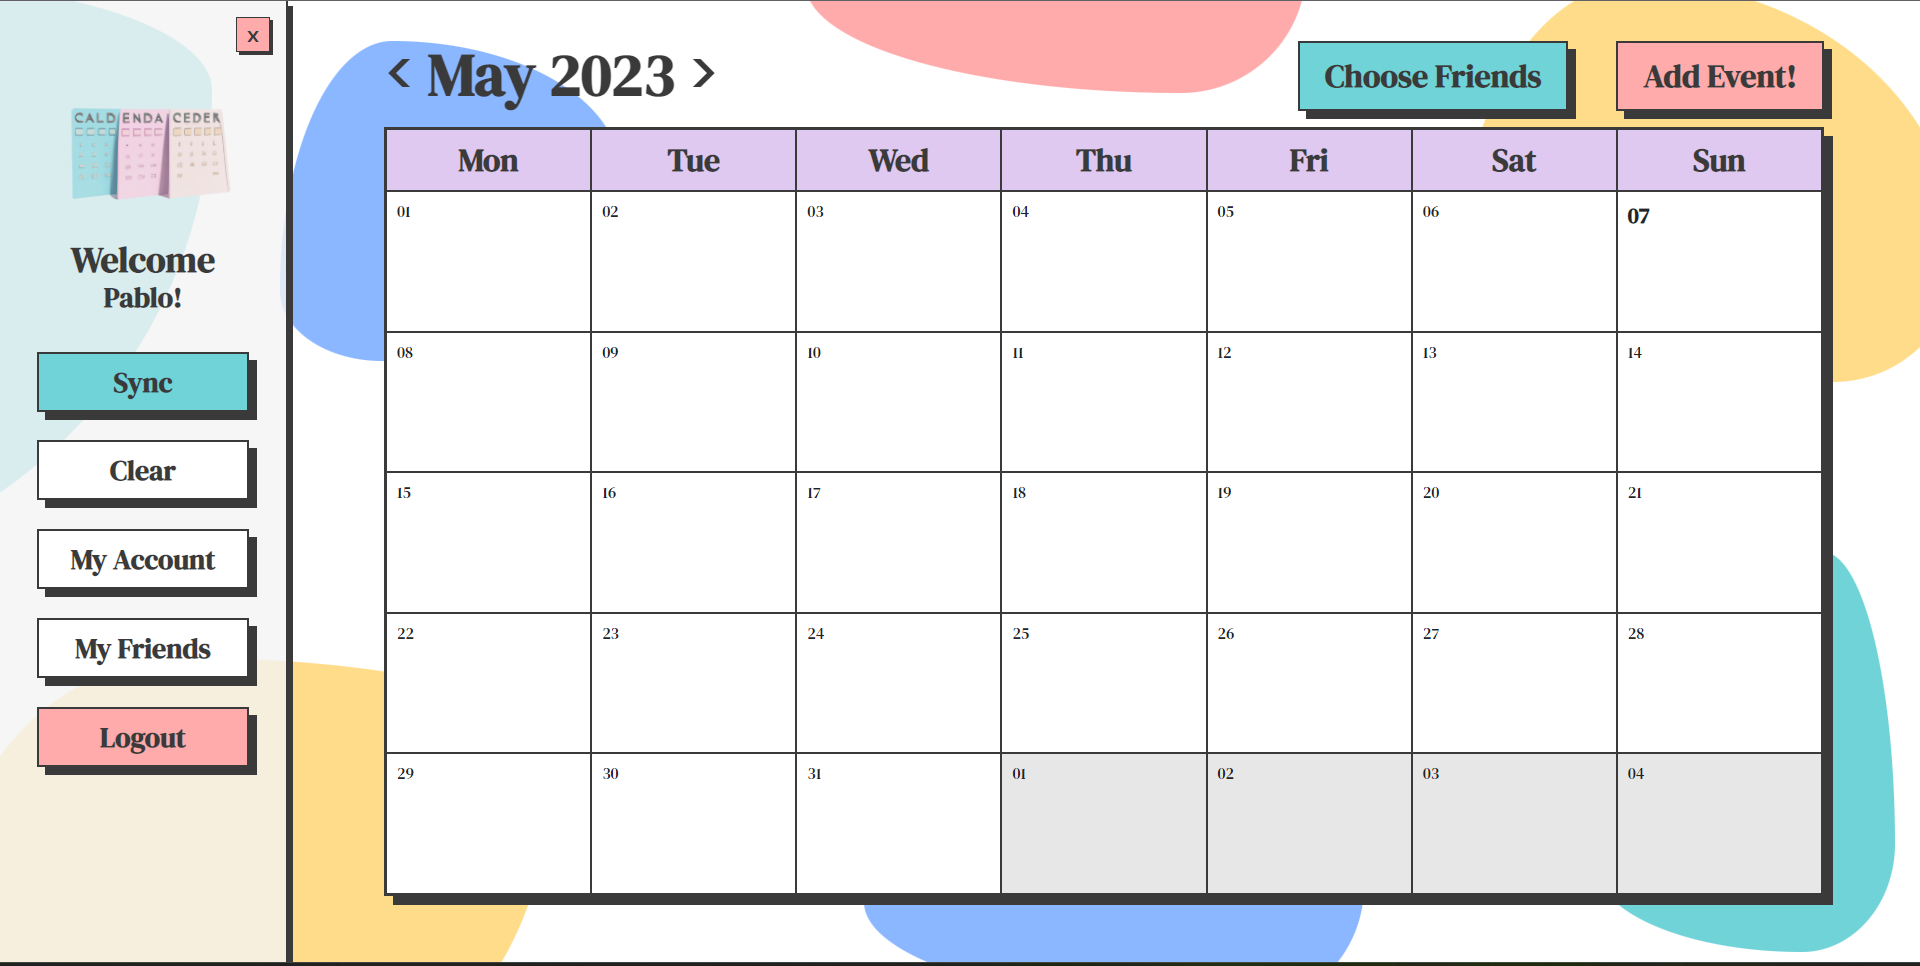 X
CALD ENDA CEDER
Welcome
Pablo!
Sync
Clear
My Account
My Friends
Logout
< May 2023 >
Choose Friends
Add Event!
Mon Tue Wed Thu Fri Sat Sun
01 02 03 04 05 06 07
08 09 10 11 12 13 14
15 16 17 18 19 20 21
22 23 24 25 26 27 28
29 30 31 01 02 03 04